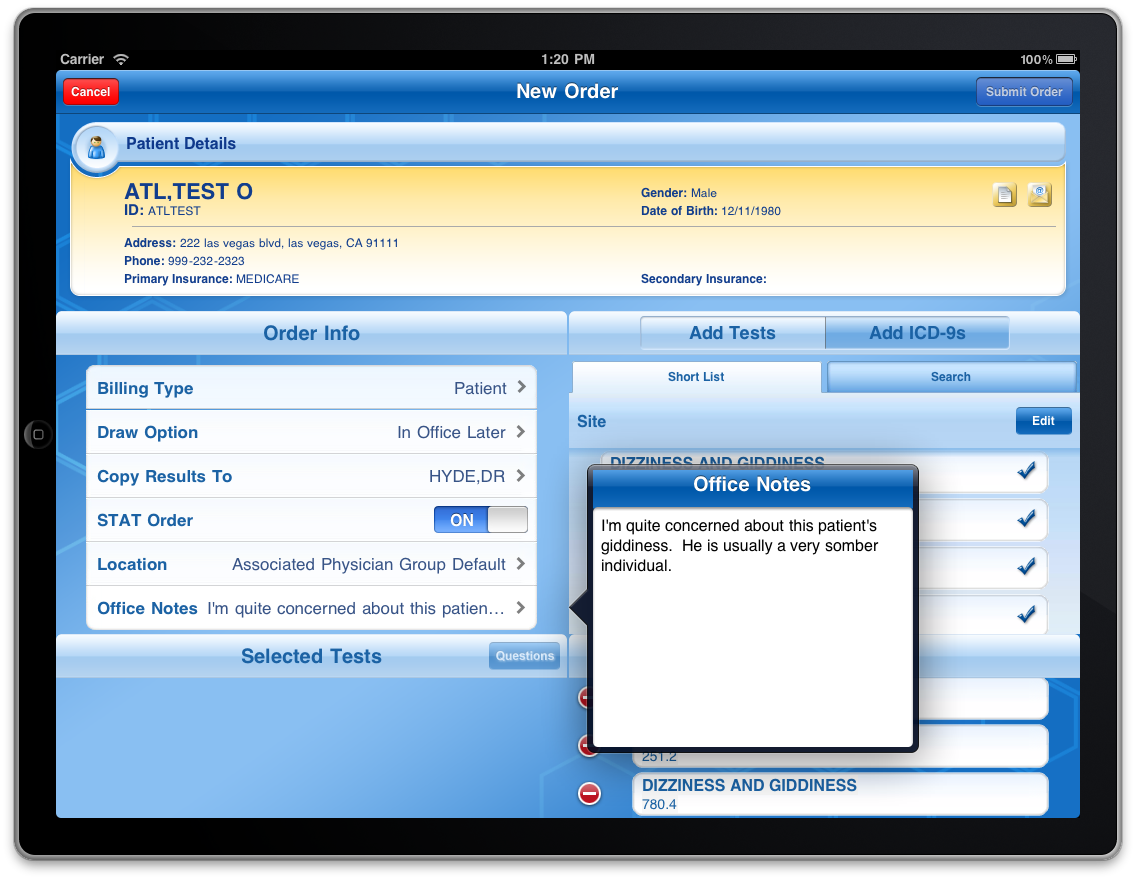 Carrier 1:20 PM 100%
Cancel New Order Submit Order
Patient Details
ATL,TEST O
ID: ATLTEST
Gender: Male
Date of Birth: 12/11/1980
Address: 222 las vegas blvd, las vegas, CA 91111
Phone: 999-232-2323
Primary Insurance: MEDICARE Secondary Insurance:
Order Info
Billing Type Patient
Draw Option In Office Later
Copy Results To HYDE,DR
STAT Order ON
Location Associated Physician Group Default
Office Notes I'm quite concerned about this patien...
Selected Tests Questions
Add Tests Add ICD-9s
Short List Search
Site Edit
DIZZINESS AND GIDDINESS
Office Notes
I'm quite concerned about this patient's
giddiness.  He is usually a very somber
individual.
251.2
DIZZINESS AND GIDDINESS
780.4